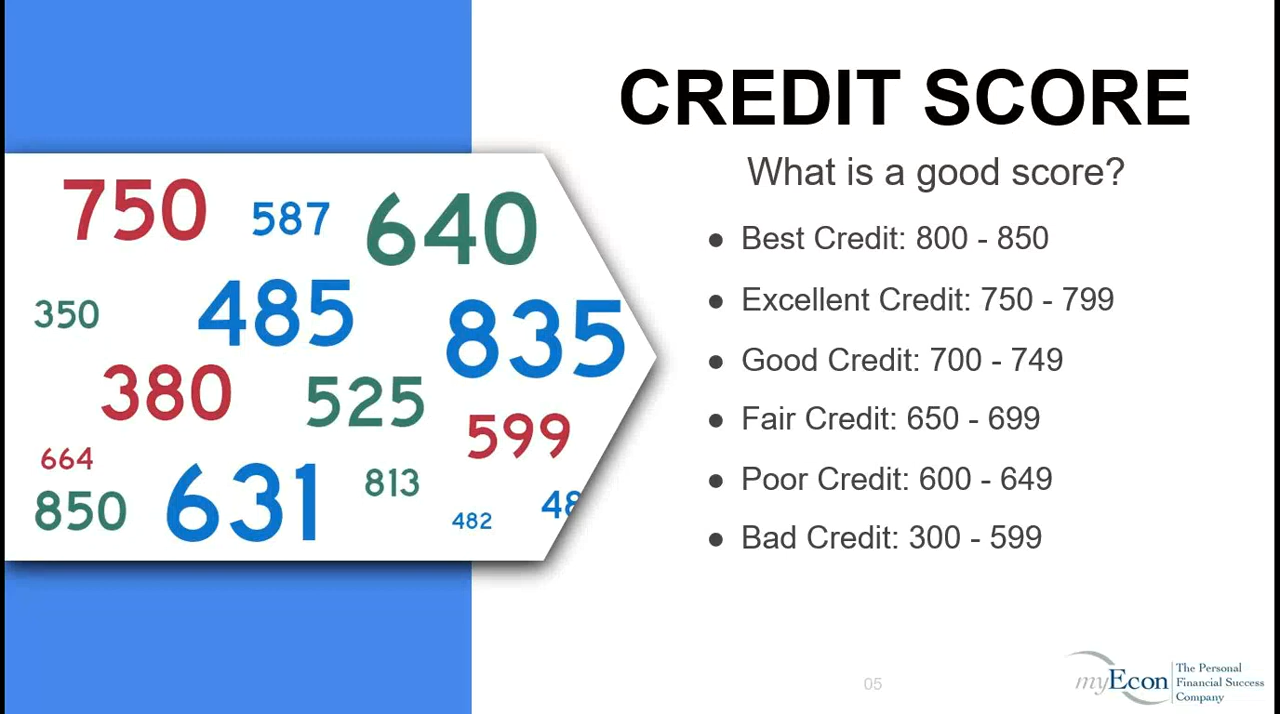 CREDIT SCORE
What is a good score?
● Best Credit: 800 - 850
● Excellent Credit: 750 - 799
● Good Credit: 700 - 749
● Fair Credit: 650 - 699
● Poor Credit: 600 - 649
● Bad Credit: 300 - 599
750 587 640
350 485 835
380 525 599
664 813
850 631 482 48
05
myEcon The Personal
Financial Success
Company